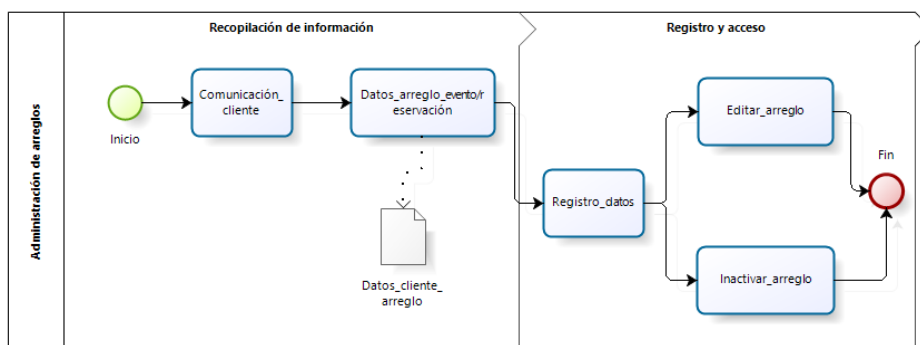 Administración de arreglos
Recopilación de información
Registro y acceso
Inicio
Comunicación_
cliente
Datos_arreglo_evento/r
eservación
Datos_cliente_
arreglo
Registro_datos
Editar_arreglo
Inactivar_arreglo
Fin